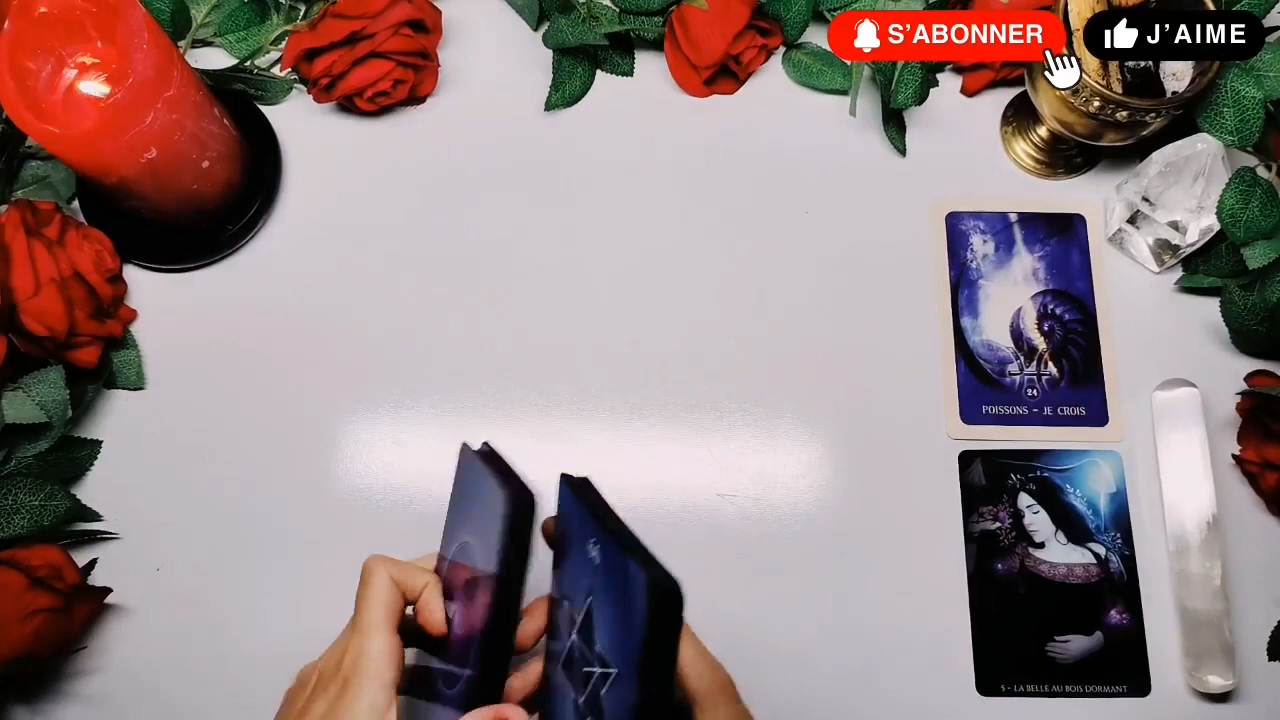 S'ABONNER
J'AIME
24
POISSONS - JE CROIS
5 - LA BELLE AU BOIS DORMANT